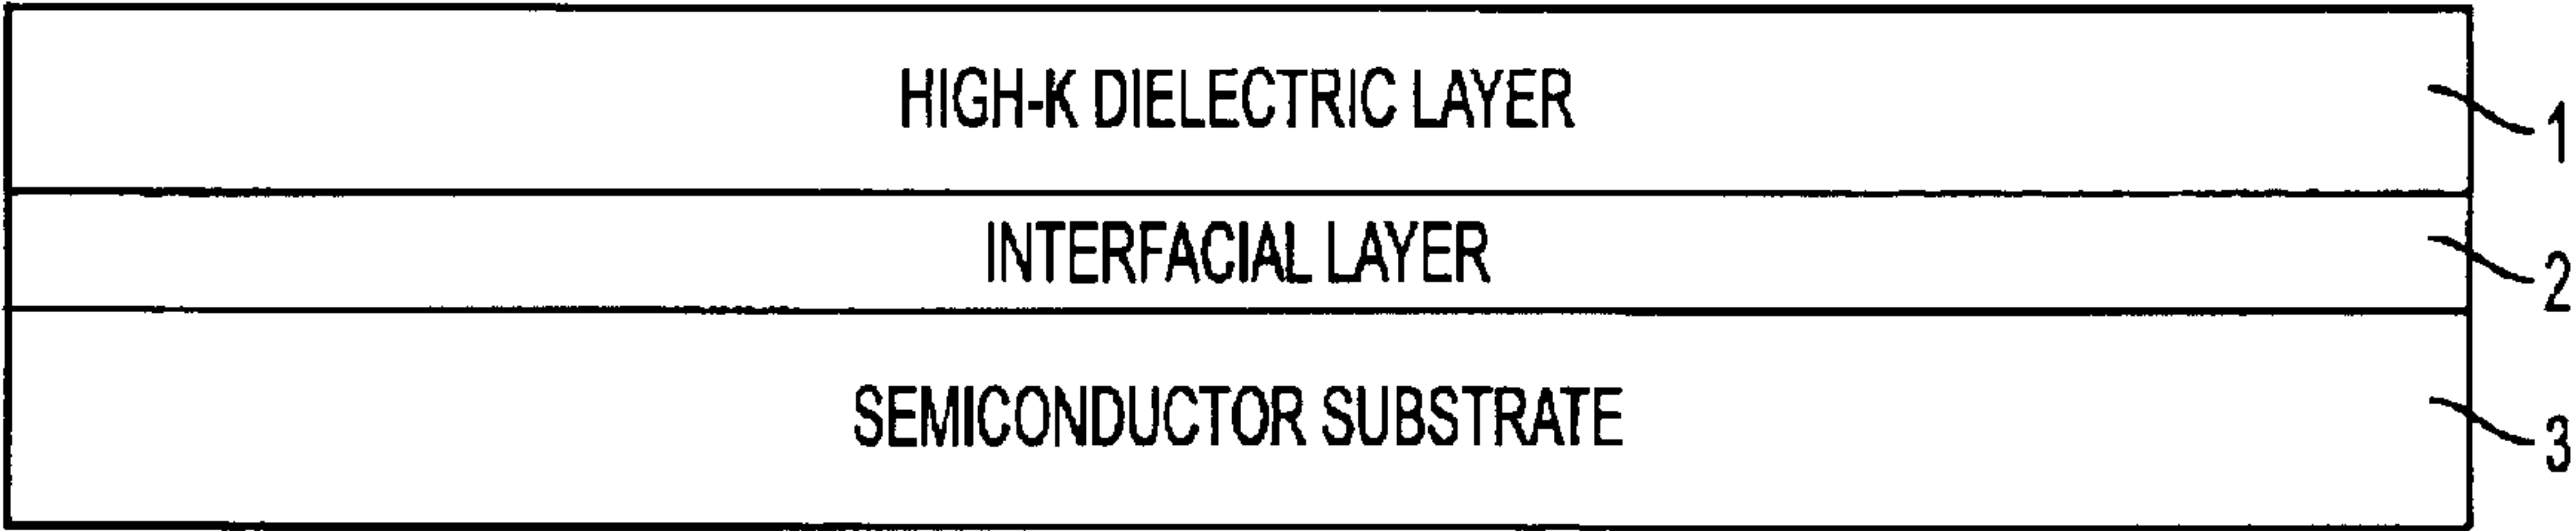 HIGH-K DIELECTRIC LAYER
1
INTERFACIAL LAYER
2
SEMICONDUCTOR SUBSTRATE
3